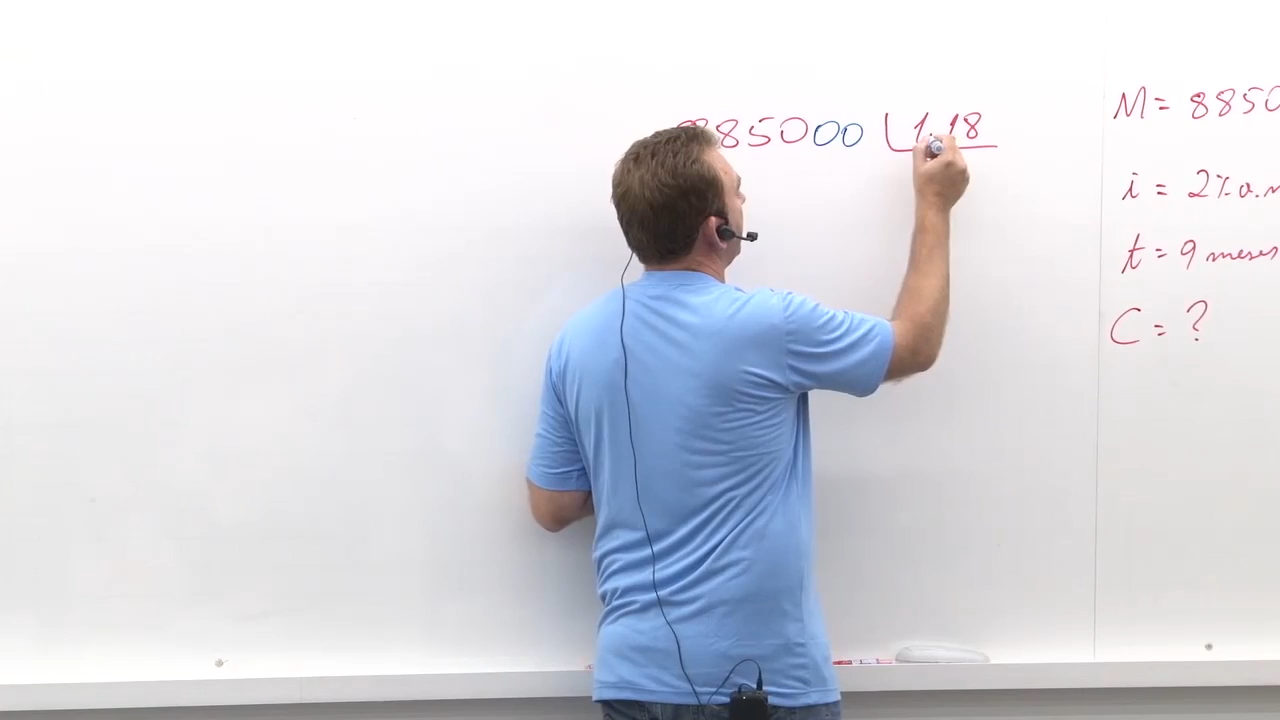 885000 1,18
M = 8850
i = 2% a.m
t = 9 meses
C = ?